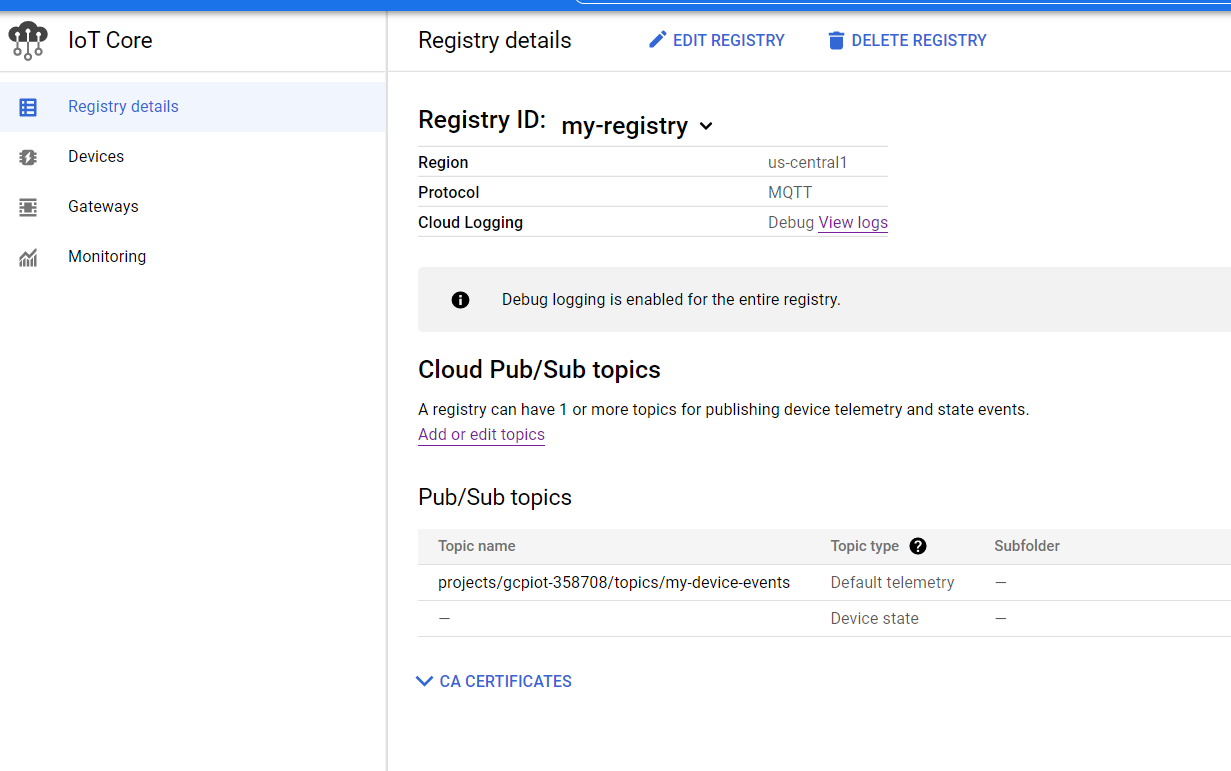 IoT Core
Registry details
EDIT REGISTRY
DELETE REGISTRY
Registry details
Devices
Gateways
Monitoring
Registry ID: my-registry
Region us-central1
Protocol MQTT
Cloud Logging Debug View logs
Debug logging is enabled for the entire registry.
Cloud Pub/Sub topics
A registry can have 1 or more topics for publishing device telemetry and state events.
Add or edit topics
Pub/Sub topics
Topic name Topic type Subfolder
projects/gcpiot-358708/topics/my-device-events Default telemetry —
— Device state —
CA CERTIFICATES